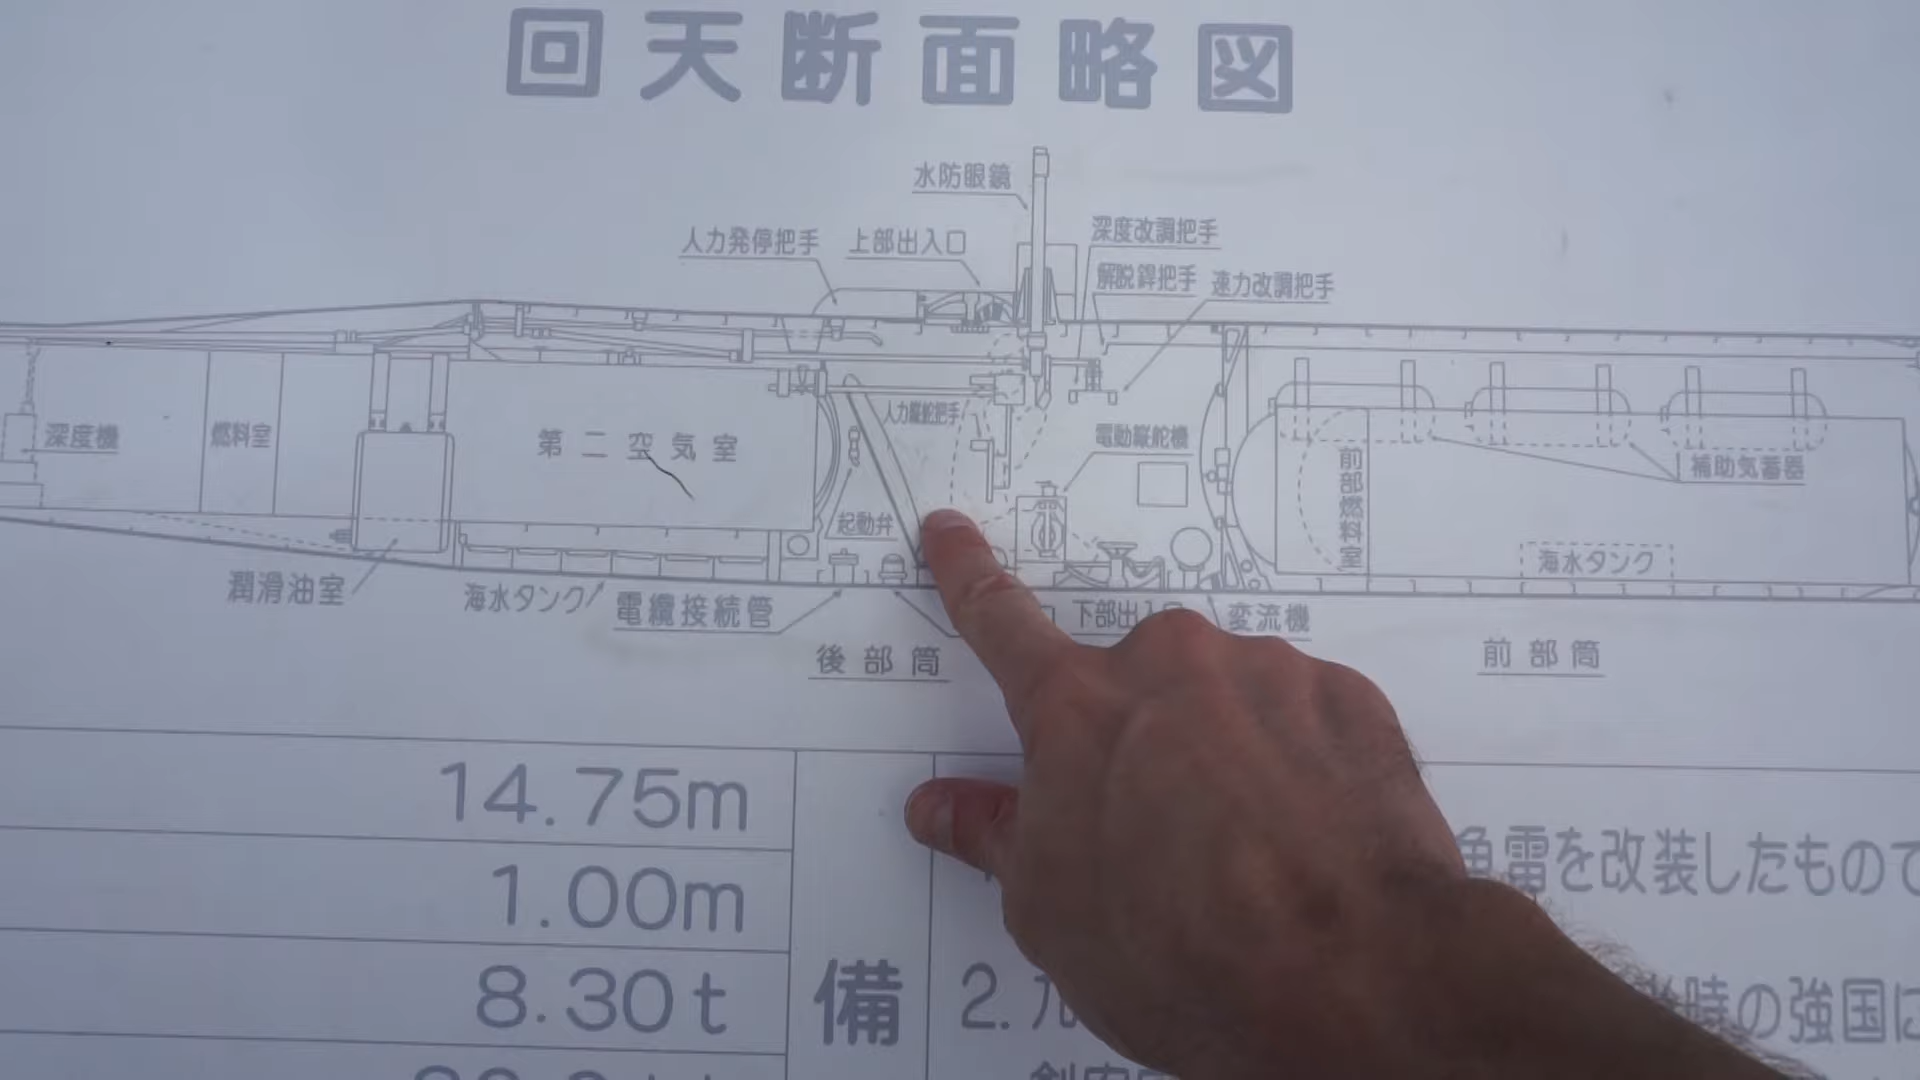 回天断面略図
水防眼鏡
人力発停把手
上部出入口
深度改調把手
解脱錨把手
速力改調把手
深度機
燃料室
第二空気室
人力縦舵把手
電動縦舵機
起動弁
前部燃料室
補助気蓄器
海水タンク
潤滑油室
海水タンク
電纜接続管
下部出入口
変流機
後部筒
前部筒
14.75m
1.00m
8.30t
備
魚雷を改装したもので
2.
時の強国に